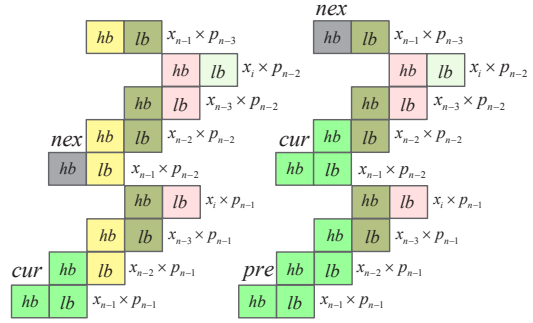 nex
hb lb x_{n-1} × p_{n-3} hb lb x_{n-1} × p_{n-3}
hb lb x_i × p_{n-2} hb lb x_i × p_{n-2}
hb lb x_{n-3} × p_{n-2} hb lb x_{n-3} × p_{n-2}
nex hb lb x_{n-2} × p_{n-2} cur hb lb x_{n-2} × p_{n-2}
hb lb x_{n-1} × p_{n-2} hb lb x_{n-1} × p_{n-2}
hb lb x_i × p_{n-1} hb lb x_i × p_{n-1}
hb lb x_{n-3} × p_{n-1} hb lb x_{n-3} × p_{n-1}
cur hb lb x_{n-2} × p_{n-1} pre hb lb x_{n-2} × p_{n-1}
hb lb x_{n-1} × p_{n-1} hb lb x_{n-1} × p_{n-1}